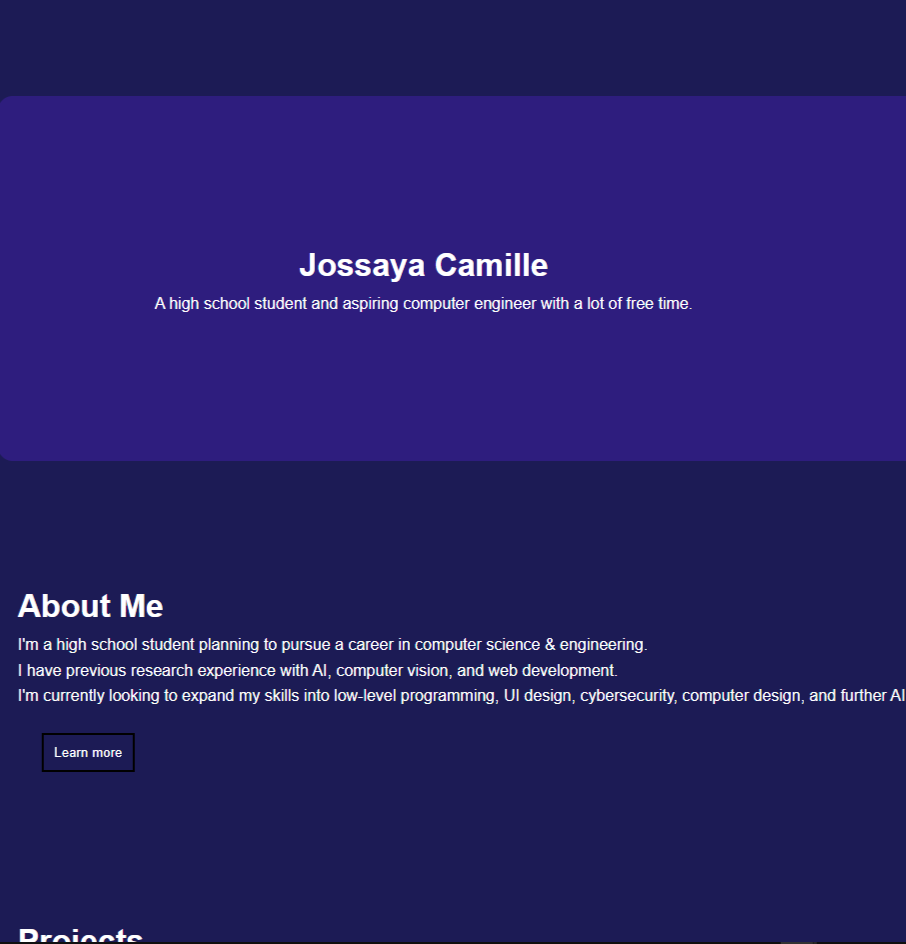 Jossaya Camille
A high school student and aspiring computer engineer with a lot of free time.
About Me
I'm a high school student planning to pursue a career in computer science & engineering.
I have previous research experience with AI, computer vision, and web development.
I'm currently looking to expand my skills into low-level programming, UI design, cybersecurity, computer design, and further AI
Learn more
Projects